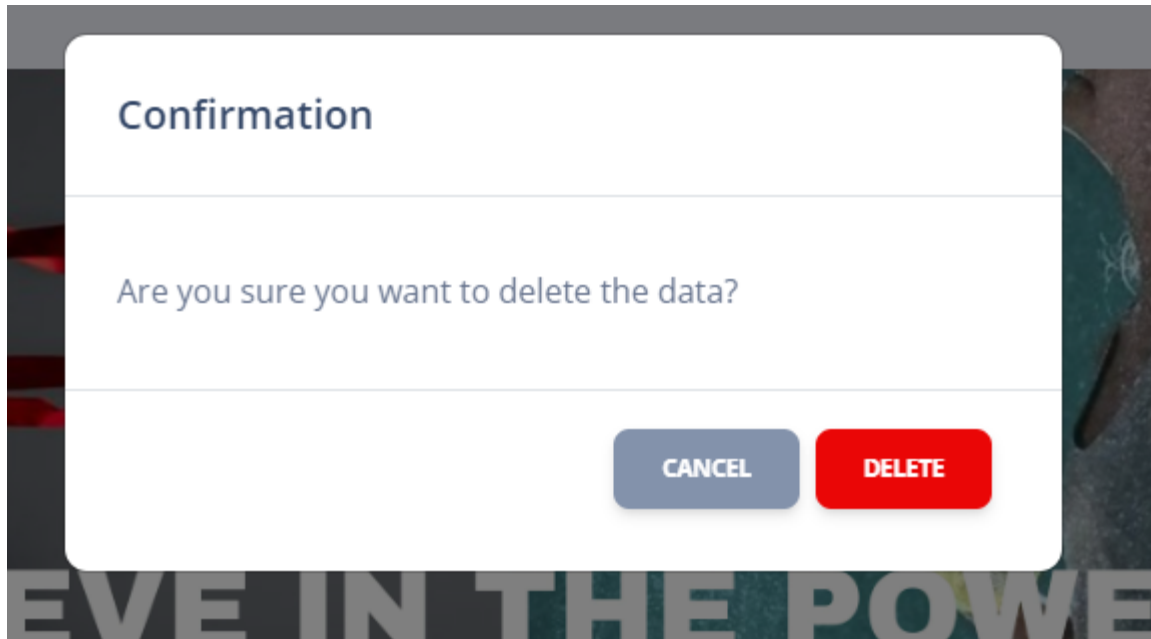 Confirmation
Are you sure you want to delete the data?
CANCEL DELETE
EVE IN THE POWE